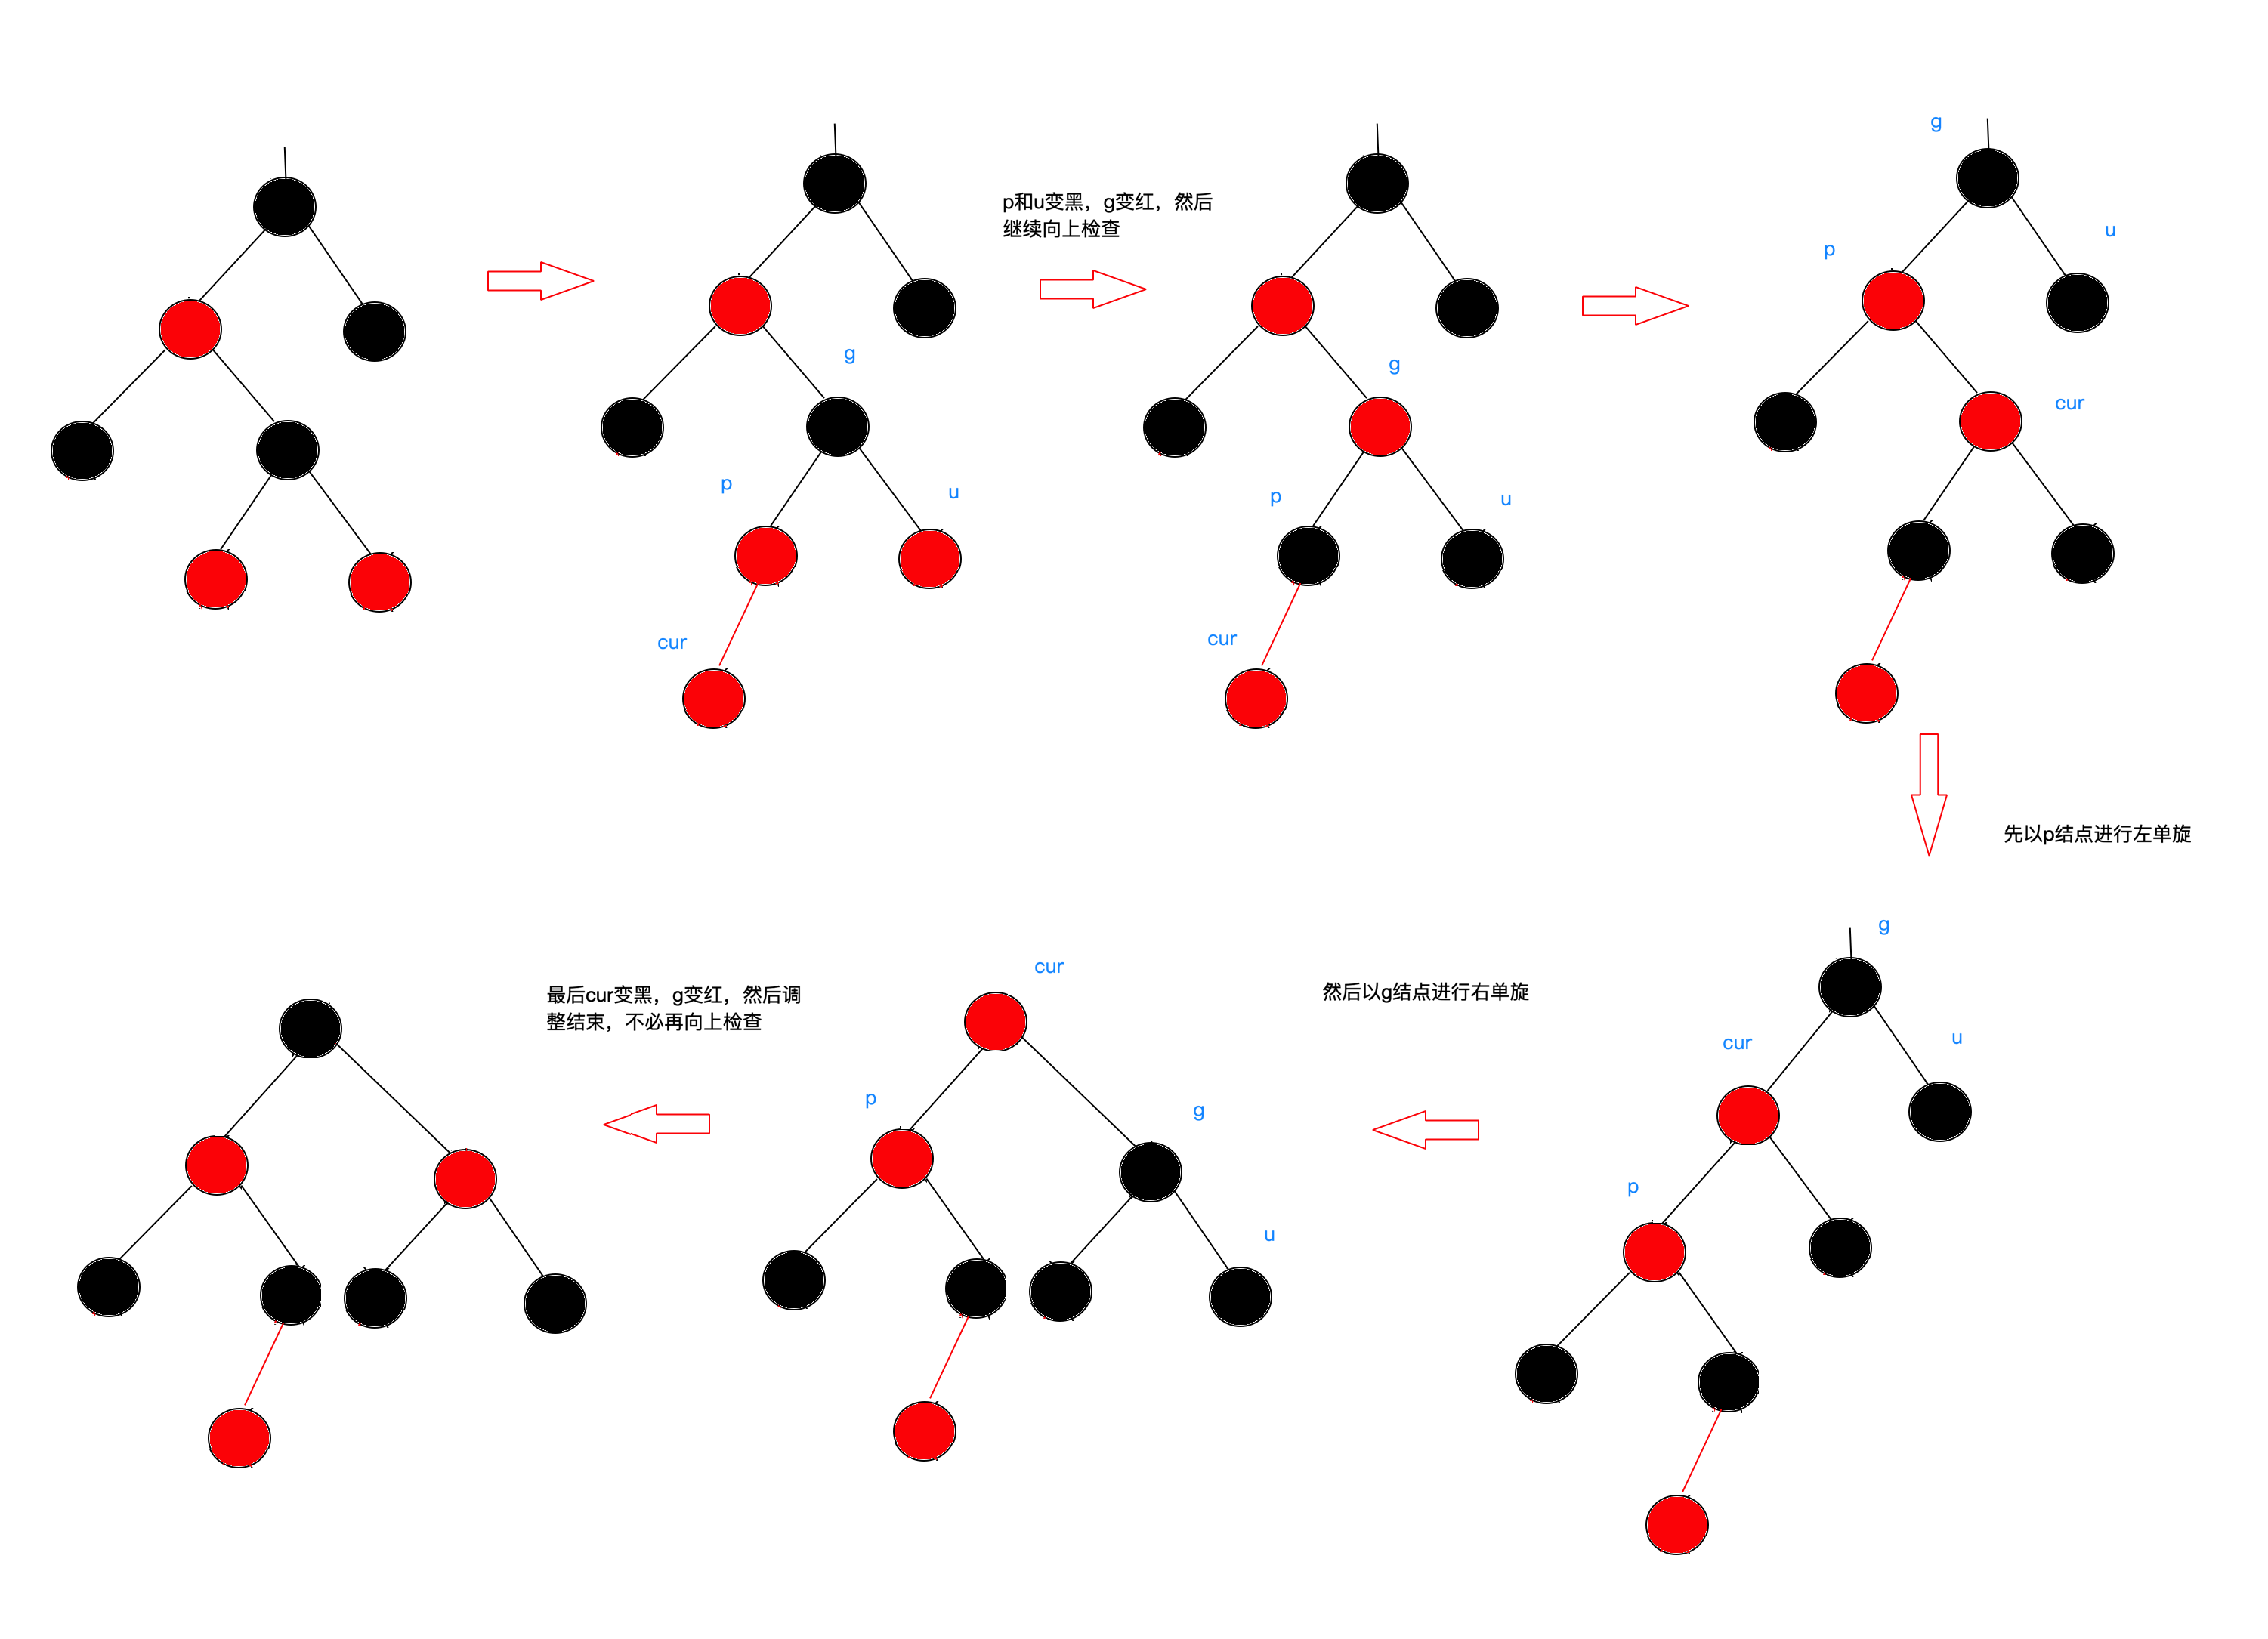 g
p和u变黑，g变红，然后
继续向上检查
u
p
g
g
cur
p
u
p
u
cur
cur
先以p结点进行左单旋
g
cur
然后以g结点进行右单旋
最后cur变黑，g变红，然后调
整结束，不必再向上检查
cur
u
p
g
p
u